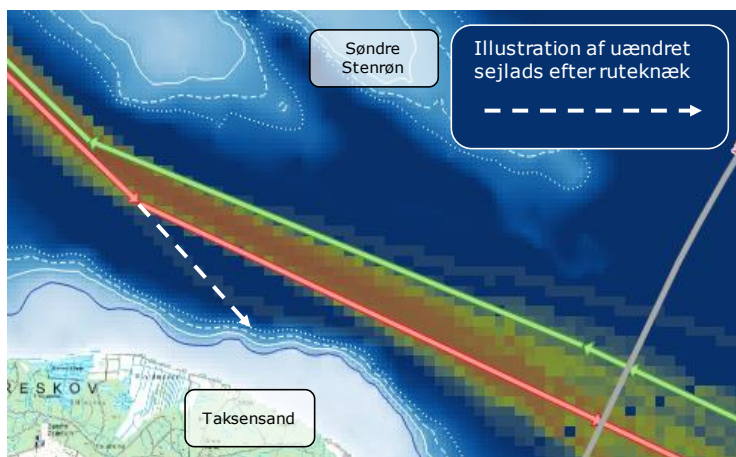 Søndre
Stenrøn
Illustration af uændret
sejlads efter ruteknæk
RESKOV
Taksensand